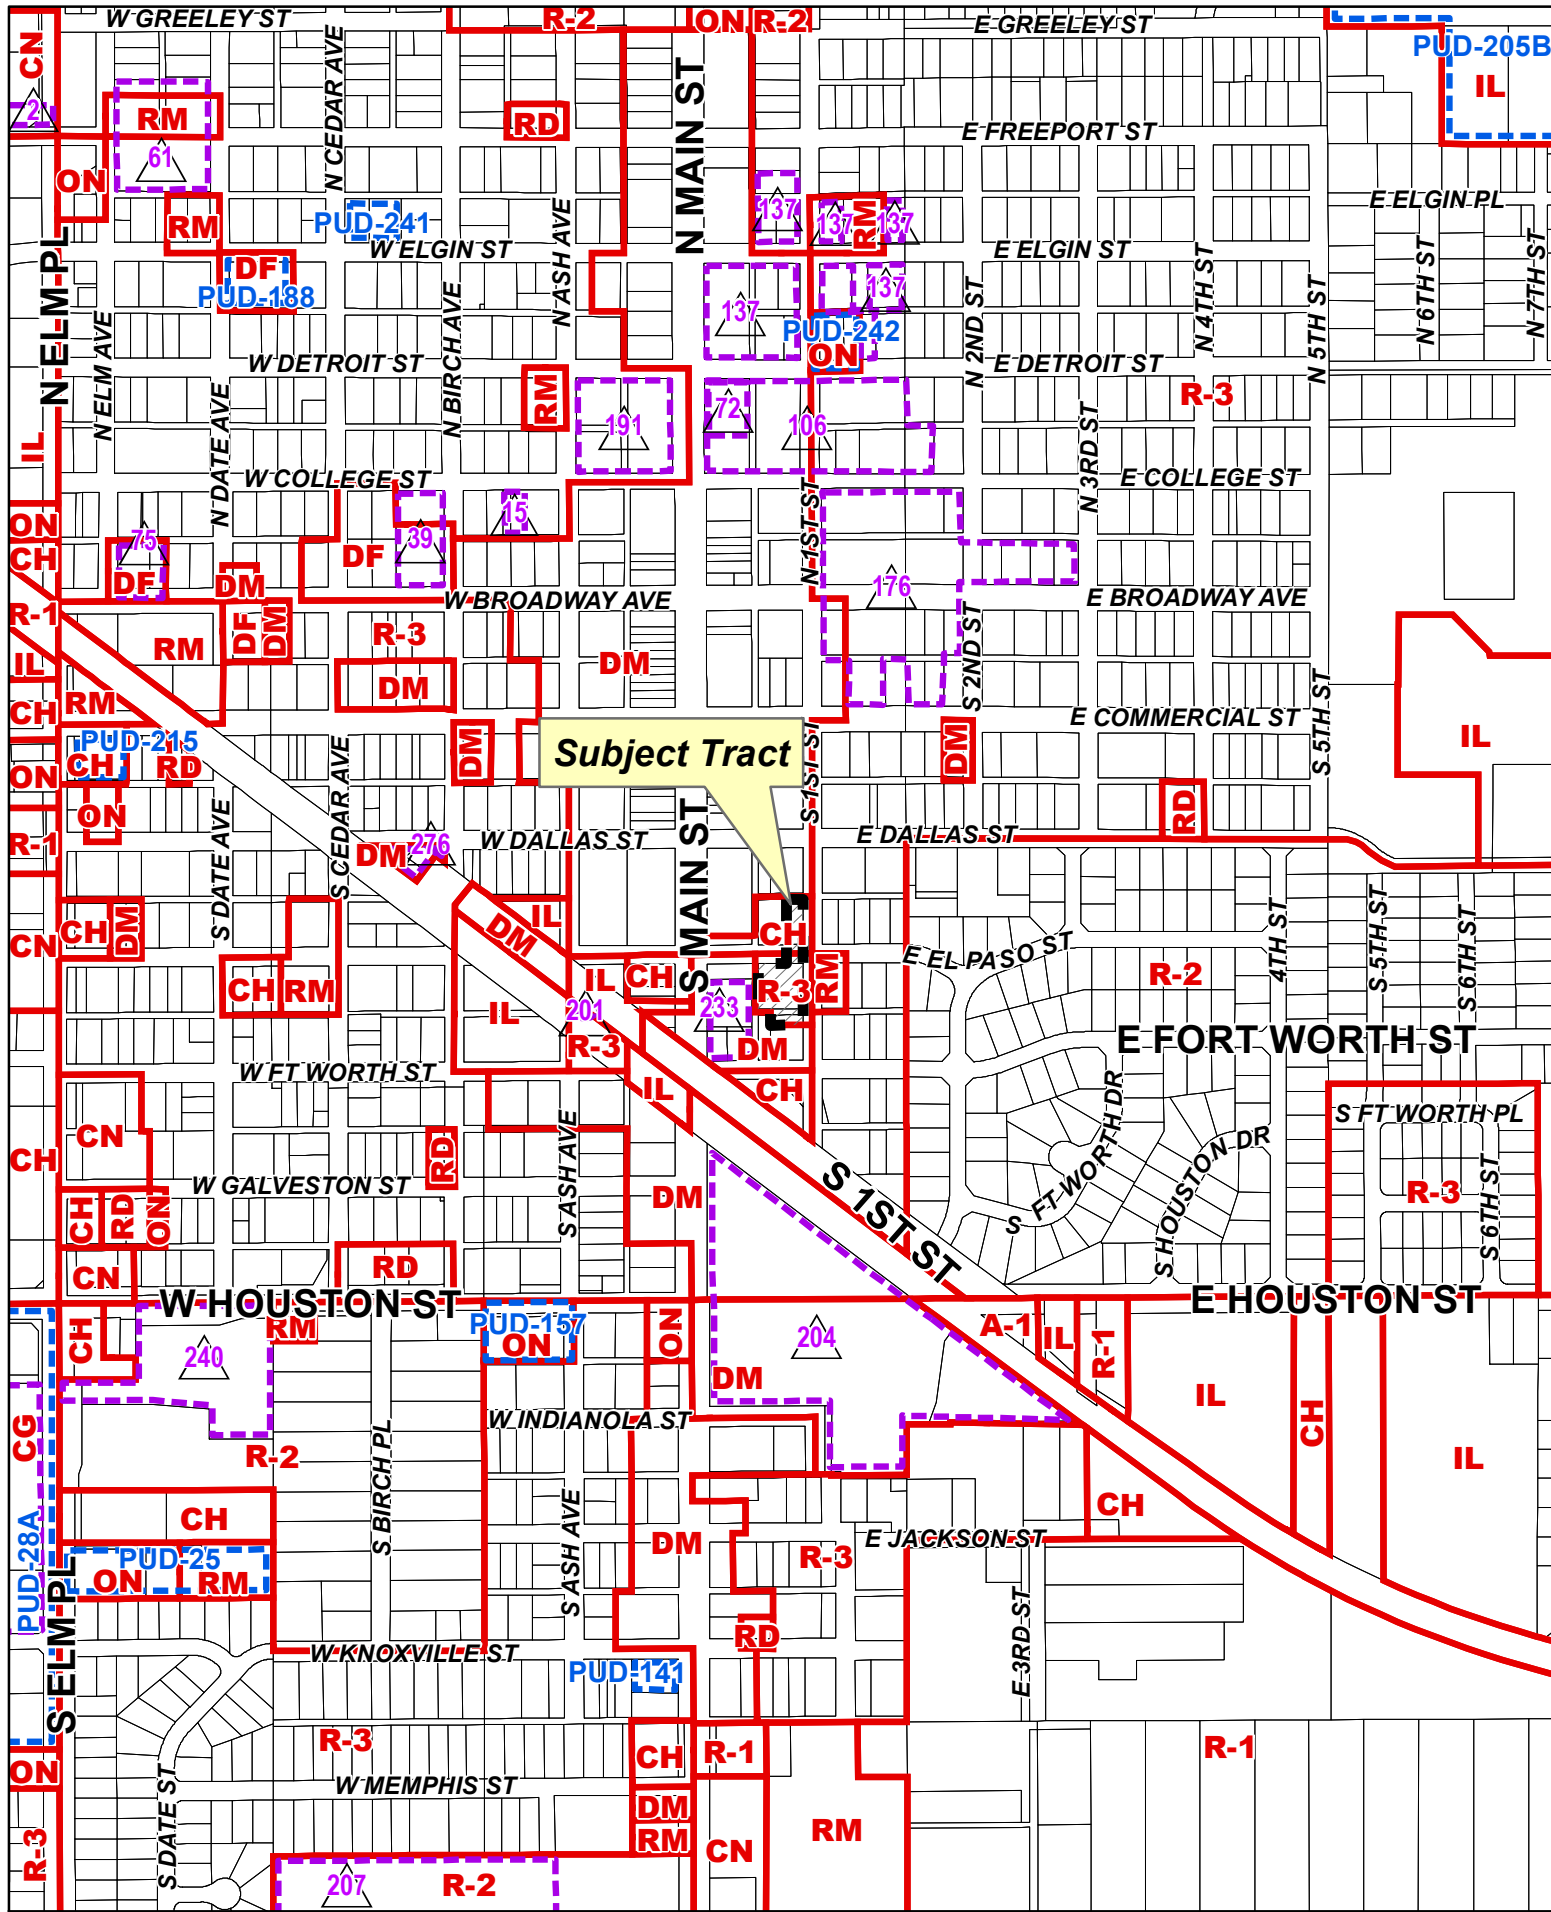 W GREELEY ST
R-2
ON
R-2
E GREELEY ST
PUD-205B
CN
IL
2
RM
N CEDAR AVE
RD
N MAIN ST
E FREEPORT ST
61
ON
RM
PUD-241
137
137
RM
137
E ELGIN PL
W ELGIN ST
N ASH AVE
E ELGIN ST
N 4TH ST
N 6TH ST
N 7TH ST
N ELM PL
DF
PUD-188
137
137
N 2ND ST
N 5TH ST
PUD-242
ON
N ELM AVE
N BIRCH AVE
W DETROIT ST
E DETROIT ST
R-3
N DATE AVE
RM
191
72
106
N 3RD ST
IL
W COLLEGE ST
E COLLEGE ST
ON
75
39
15
N 1ST ST
CH
DF
DM
DF
176
W BROADWAY AVE
E BROADWAY AVE
R-1
RM
DF
DM
R-3
DM
S 2ND ST
IL
DM
CH
RM
E COMMERCIAL ST
S 5TH ST
IL
PUD-215
CH
RD
DM
Subject Tract
S 1ST ST
DM
ON
ON
S CEDAR AVE
RD
R-1
S DATE AVE
DM
276
W DALLAS ST
S MAIN ST
E DALLAS ST
CN
CH
DM
IL
DM
CH
E EL PASO ST
4TH ST
S 5TH ST
S 6TH ST
CH
RM
IL
CH
R-3
RM
R-2
IL
201
233
R-3
DM
E FORT WORTH ST
W FT WORTH ST
IL
CH
S FT WORTH PL
CN
S ASH AVE
S FT WORTH DR
S HOUSTON DR
CH
RD
W GALVESTON ST
DM
S 1ST ST
R-3
S 6TH ST
CH
RD
ON
CN
RD
W HOUSTON ST
E HOUSTON ST
CH
RM
PUD-157
ON
ON
204
A-1
IL
R-1
240
DM
IL
CH
CG
W INDIANOLA ST
R-2
S BIRCH PL
IL
CH
CH
S ASH AVE
DM
E JACKSON ST
R-3
PUD-28A
PUD-25
ON
RM
S ELM PL
RD
E 3RD ST
W KNOXVILLE ST
PUD-141
R-3
CH
R-1
R-1
ON
S DATE ST
W MEMPHIS ST
DM
RM
RM
CN
R-3
207
R-2